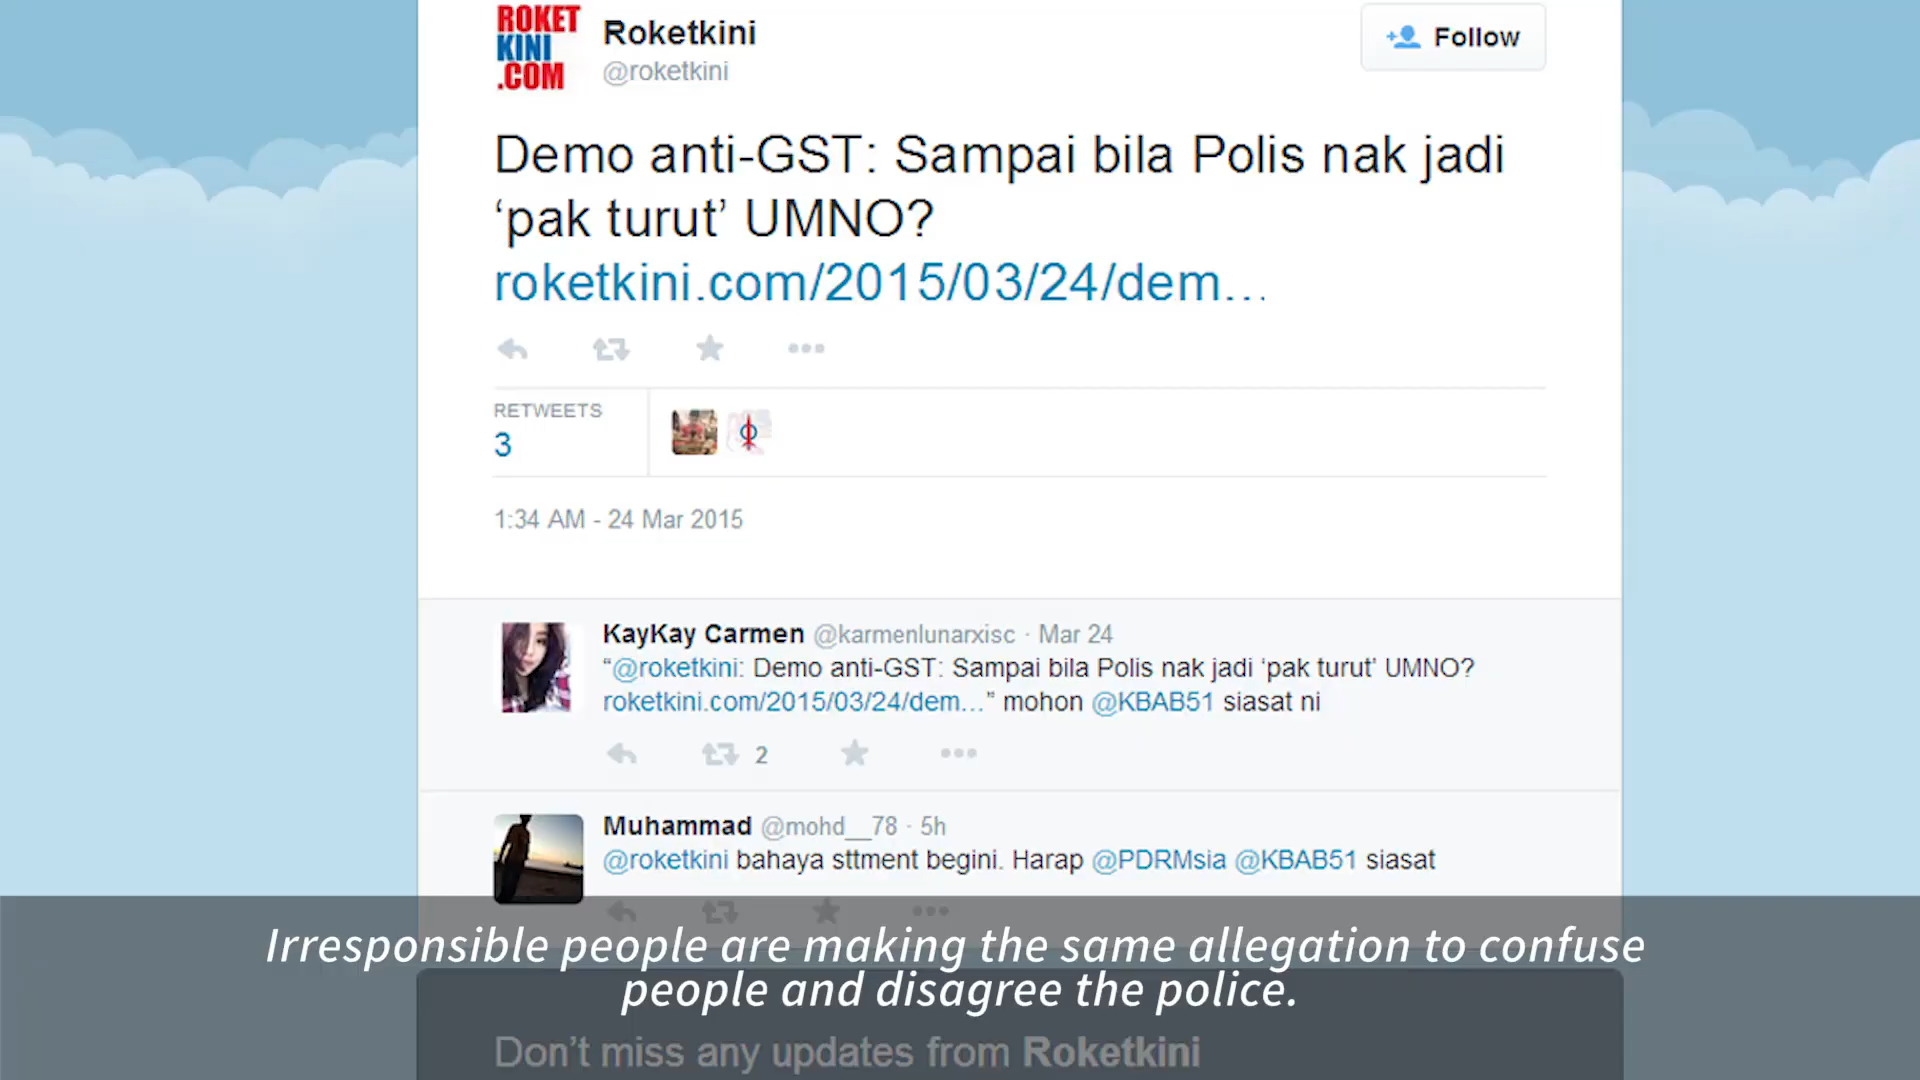 ROKET
KINI
.COM
Roketkini
@roketkini
Follow
Demo anti-GST: Sampai bila Polis nak jadi
‘pak turut’ UMNO?
roketkini.com/2015/03/24/dem…
RETWEETS
3
1:34 AM - 24 Mar 2015
KayKay Carmen @karmenlunarxisc · Mar 24
“@roketkini: Demo anti-GST: Sampai bila Polis nak jadi ‘pak turut’ UMNO?
roketkini.com/2015/03/24/dem…” mohon @KBAB51 siasat ni
2
Muhammad @mohd__78 · 5h
@roketkini bahaya sttment begini. Harap @PDRMsia @KBAB51 siasat
Irresponsible people are making the same allegation to confuse
people and disagree the police.
Don’t miss any updates from Roketkini